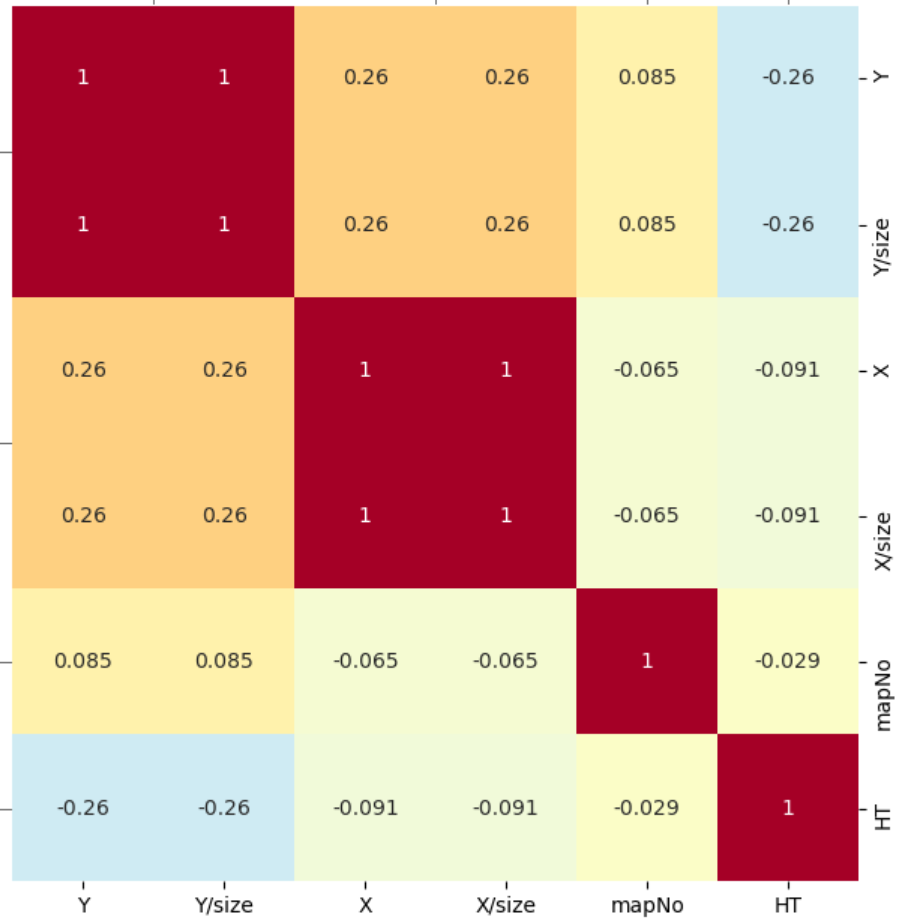 1 1 0.26 0.26 0.085 -0.26 Y
1 1 0.26 0.26 0.085 -0.26 Y/size
0.26 0.26 1 1 -0.065 -0.091 X
0.26 0.26 1 1 -0.065 -0.091 X/size
0.085 0.085 -0.065 -0.065 1 -0.029 mapNo
-0.26 -0.26 -0.091 -0.091 -0.029 1 HT
Y Y/size X X/size mapNo HT